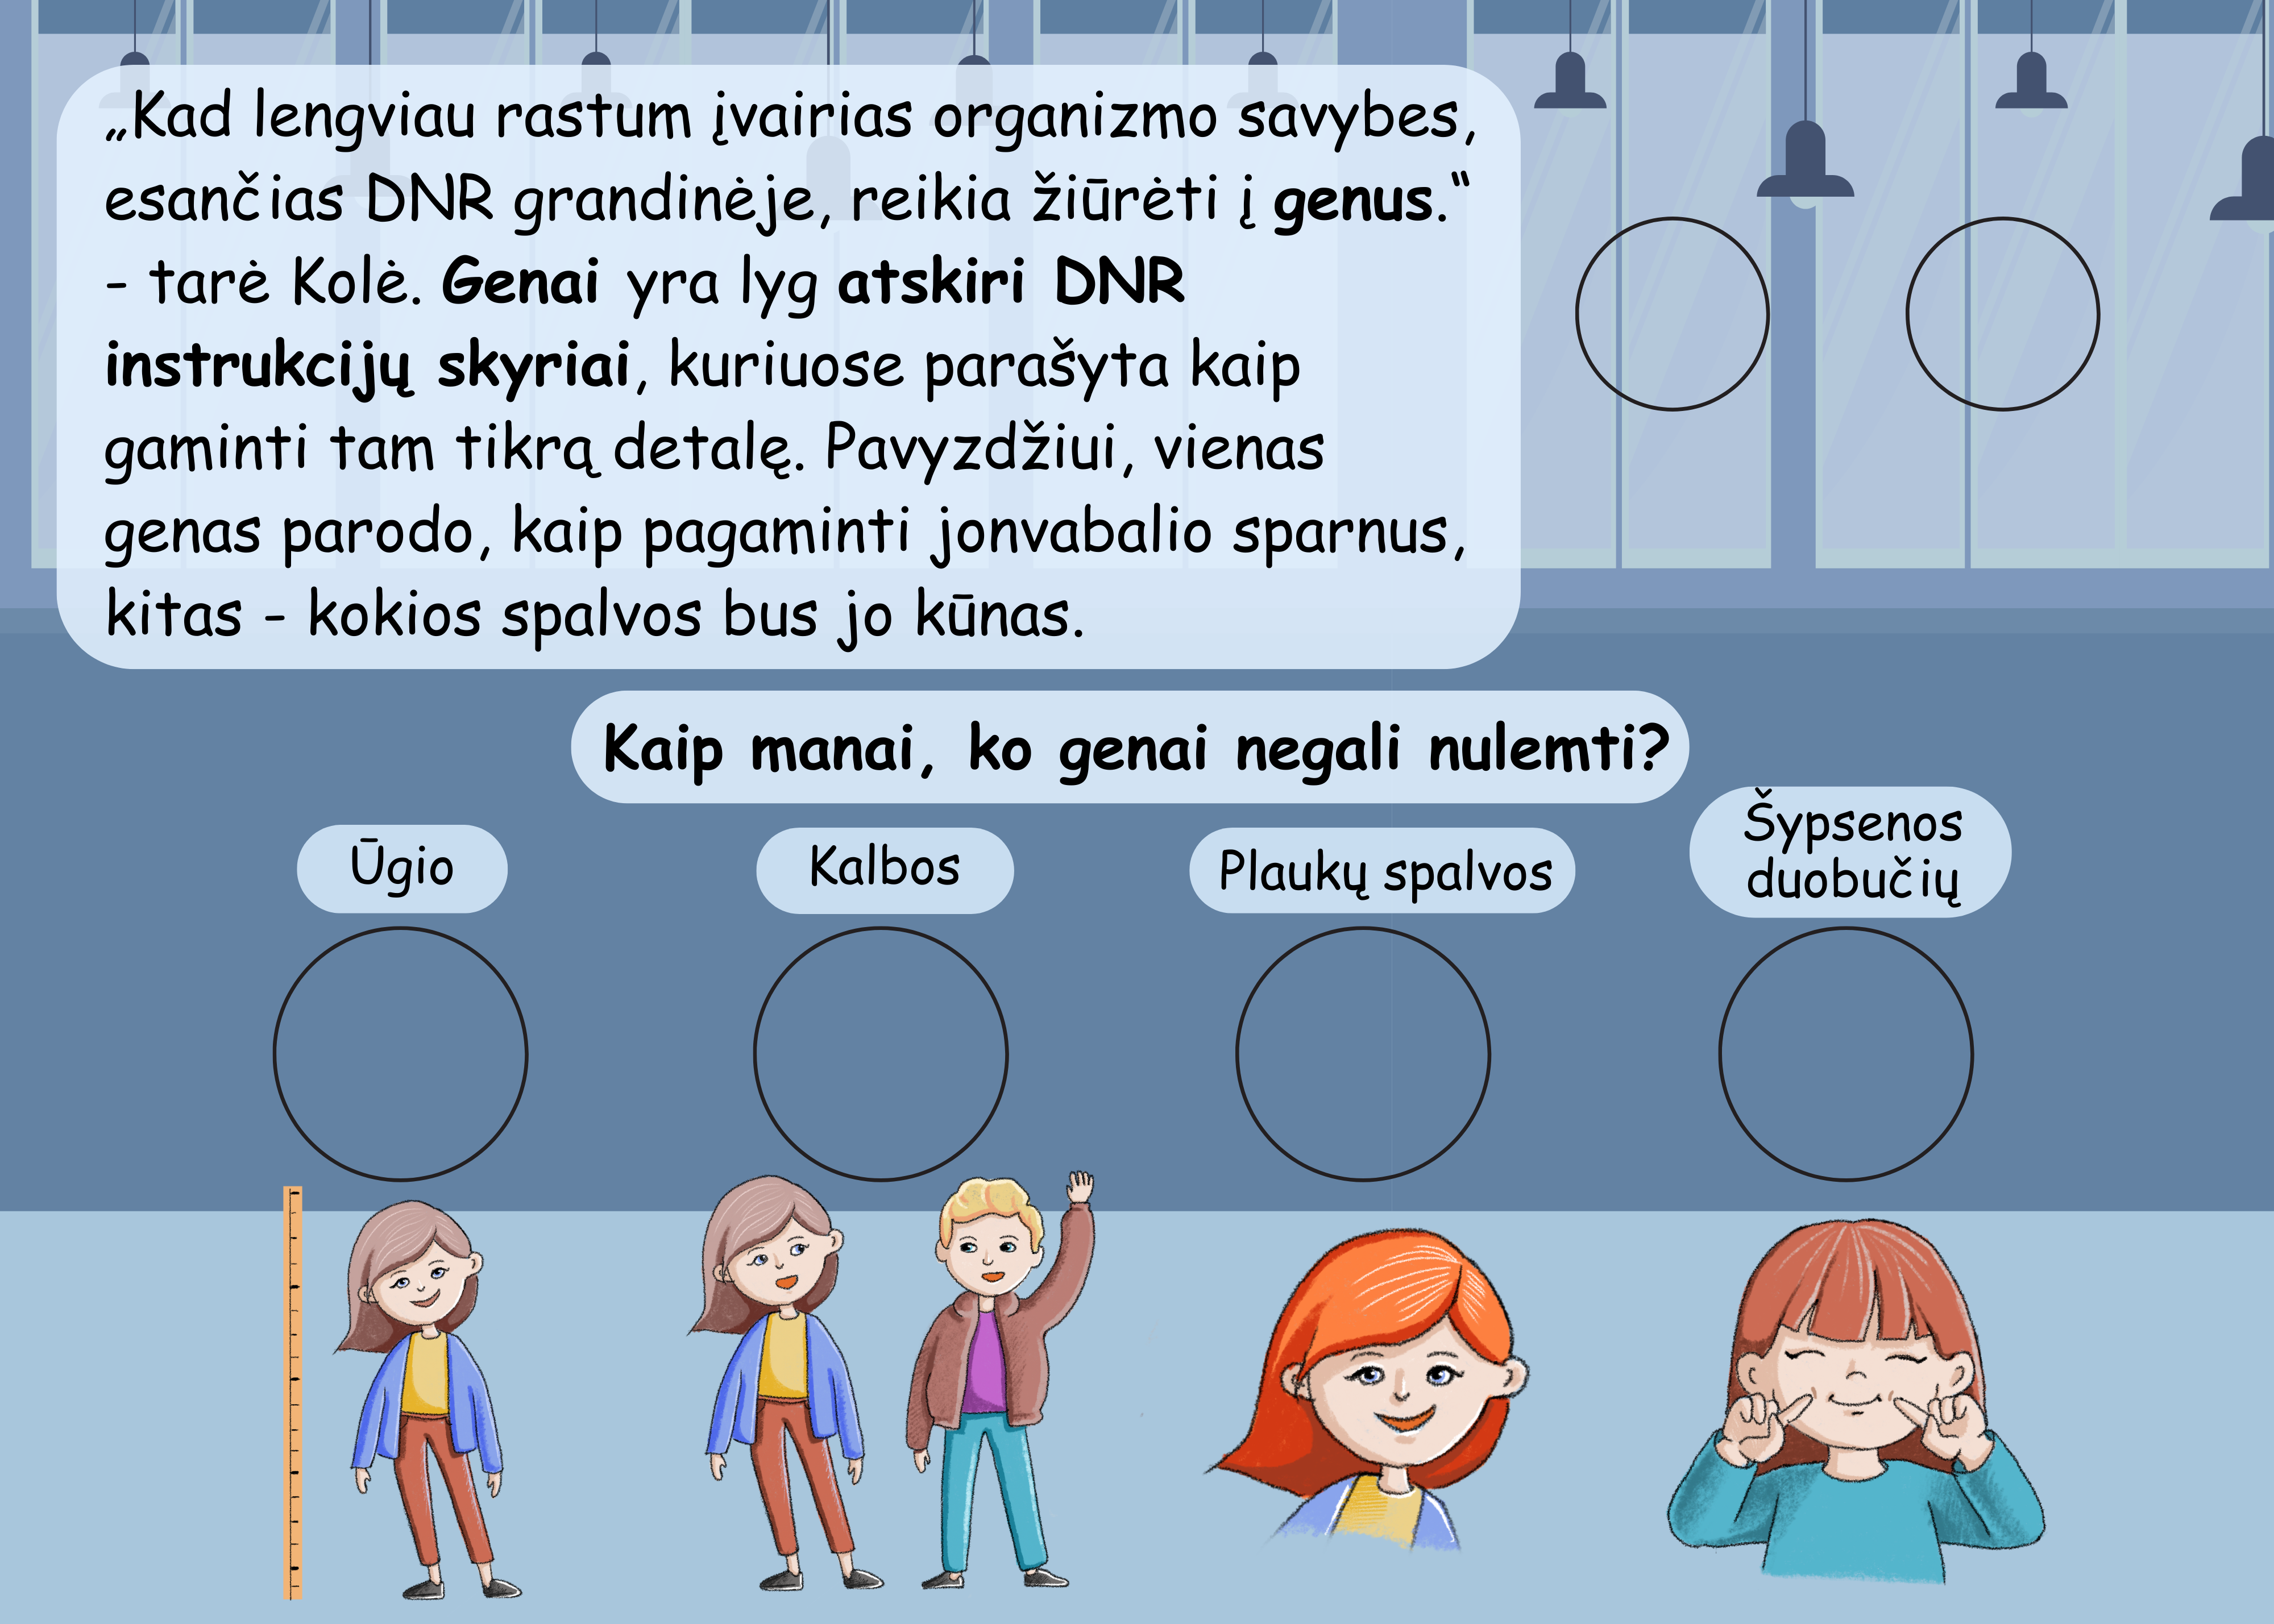 „Kad lengviau rastum įvairias organizmo savybes,
esančias DNR grandinėje, reikia žiūrėti į genus.“
- tarė Kolė. Genai yra lyg atskiri DNR
instrukcijų skyriai, kuriuose parašyta kaip
gaminti tam tikrą detalę. Pavyzdžiui, vienas
genas parodo, kaip pagaminti jonvabalio sparnus,
kitas - kokios spalvos bus jo kūnas.
Kaip manai, ko genai negali nulemti?
Ūgio
Kalbos
Plaukų spalvos
Šypsenos
duobučių